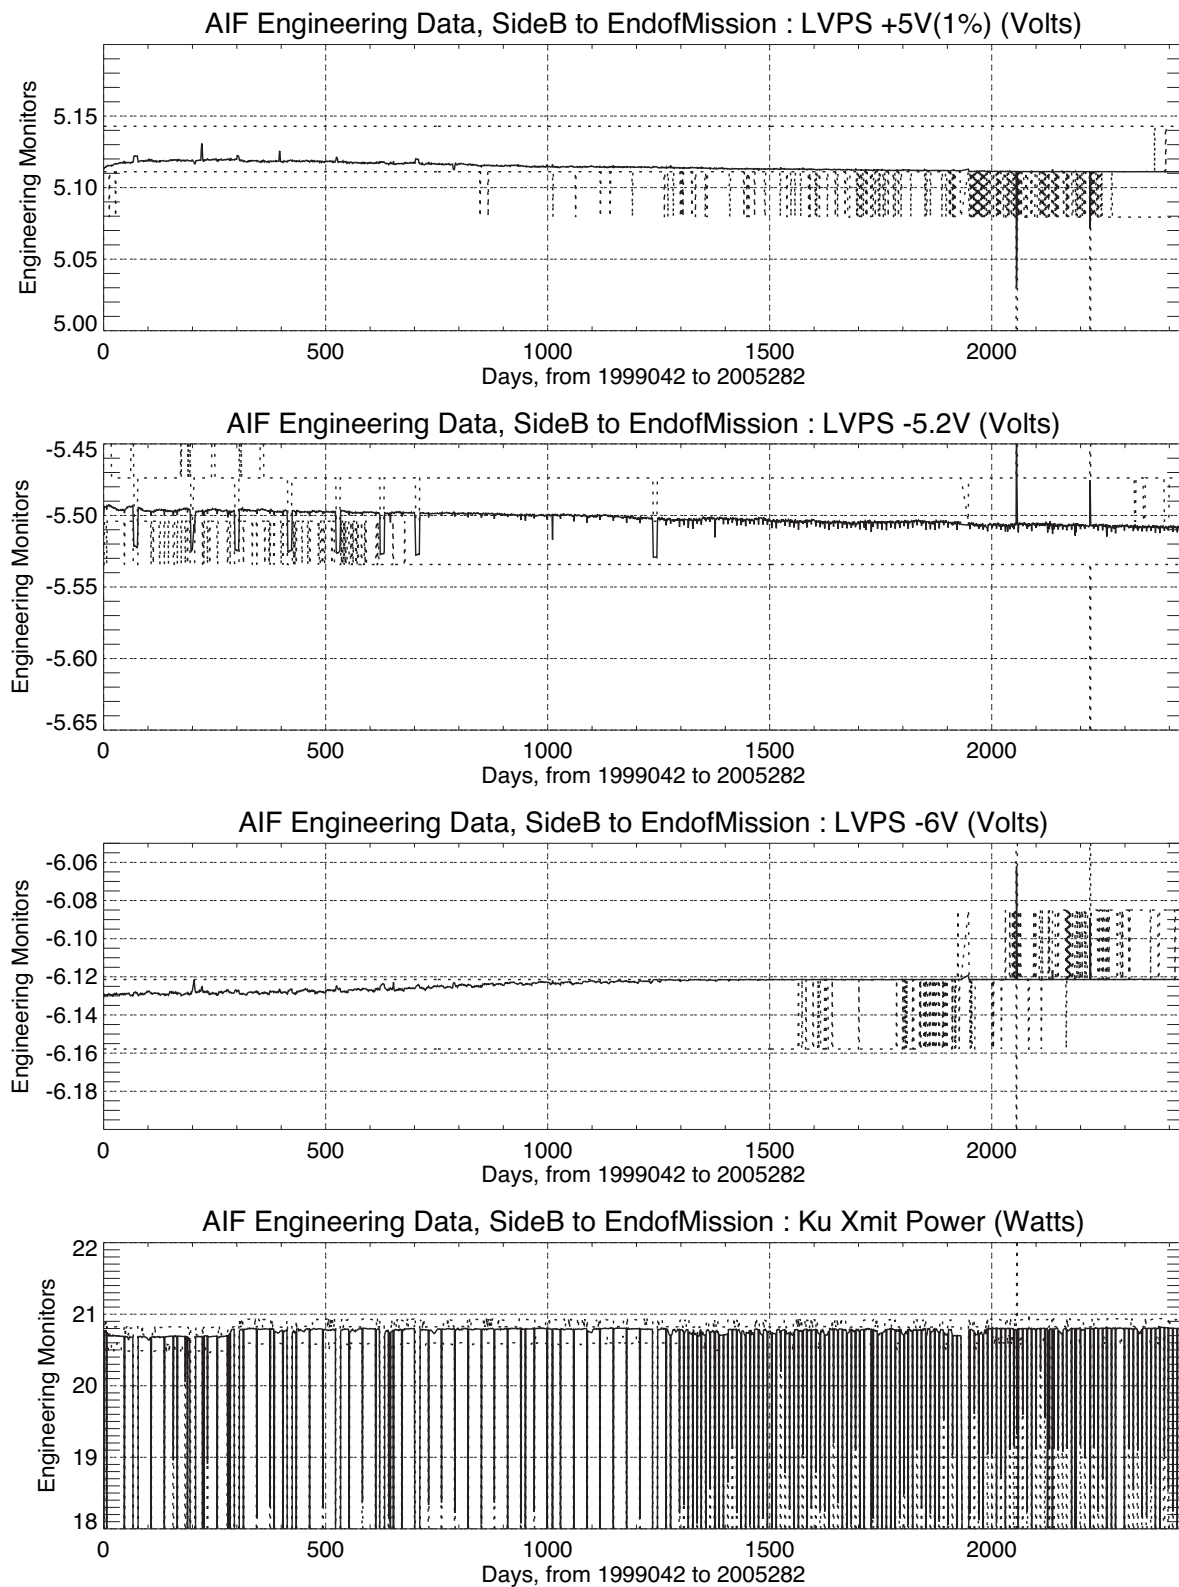 AIF Engineering Data, SideB to EndofMission : LVPS +5V(1%) (Volts)
Engineering Monitors
5.15
5.10
5.05
5.00
0 500 1000 1500 2000
Days, from 1999042 to 2005282
AIF Engineering Data, SideB to EndofMission : LVPS -5.2V (Volts)
Engineering Monitors
-5.45
-5.50
-5.55
-5.60
-5.65
0 500 1000 1500 2000
Days, from 1999042 to 2005282
AIF Engineering Data, SideB to EndofMission : LVPS -6V (Volts)
Engineering Monitors
-6.06
-6.08
-6.10
-6.12
-6.14
-6.16
-6.18
0 500 1000 1500 2000
Days, from 1999042 to 2005282
AIF Engineering Data, SideB to EndofMission : Ku Xmit Power (Watts)
Engineering Monitors
22
21
20
19
18
0 500 1000 1500 2000
Days, from 1999042 to 2005282